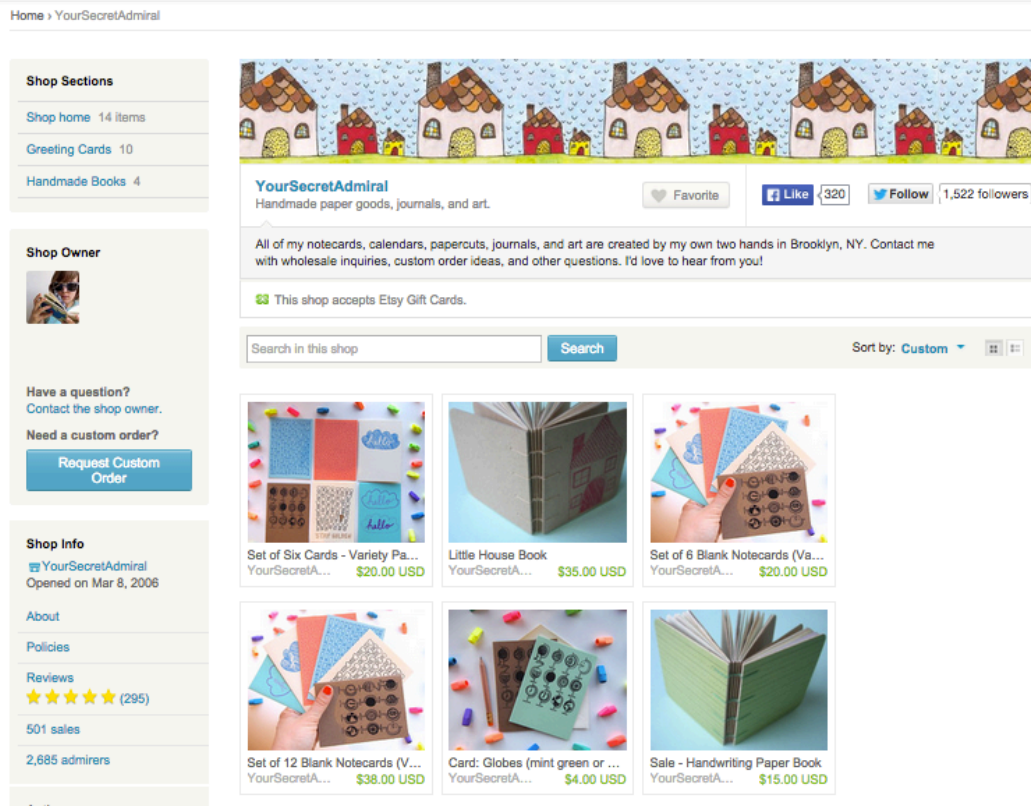 Home › YourSecretAdmiral
Shop Sections
Shop home 14 items
Greeting Cards 10
Handmade Books 4
Shop Owner
Have a question?
Contact the shop owner.
Need a custom order?
Request Custom
Order
Shop Info
YourSecretAdmiral
Opened on Mar 8, 2006
About
Policies
Reviews
(295)
501 sales
2,685 admirers
YourSecretAdmiral
Handmade paper goods, journals, and art.
Favorite
Like 320
Follow 1,522 followers
All of my notecards, calendars, papercuts, journals, and art are created by my own two hands in Brooklyn, NY. Contact me
with wholesale inquiries, custom order ideas, and other questions. I'd love to hear from you!
This shop accepts Etsy Gift Cards.
Search in this shop
Search
Sort by: Custom
hello
hello
hello
Set of Six Cards - Variety Pa...
YourSecretA... $20.00 USD
Little House Book
YourSecretA... $35.00 USD
Set of 6 Blank Notecards (Va...
YourSecretA... $20.00 USD
Set of 12 Blank Notecards (V...
YourSecretA... $38.00 USD
Card: Globes (mint green or ...
YourSecretA... $4.00 USD
Sale - Handwriting Paper Book
YourSecretA... $15.00 USD